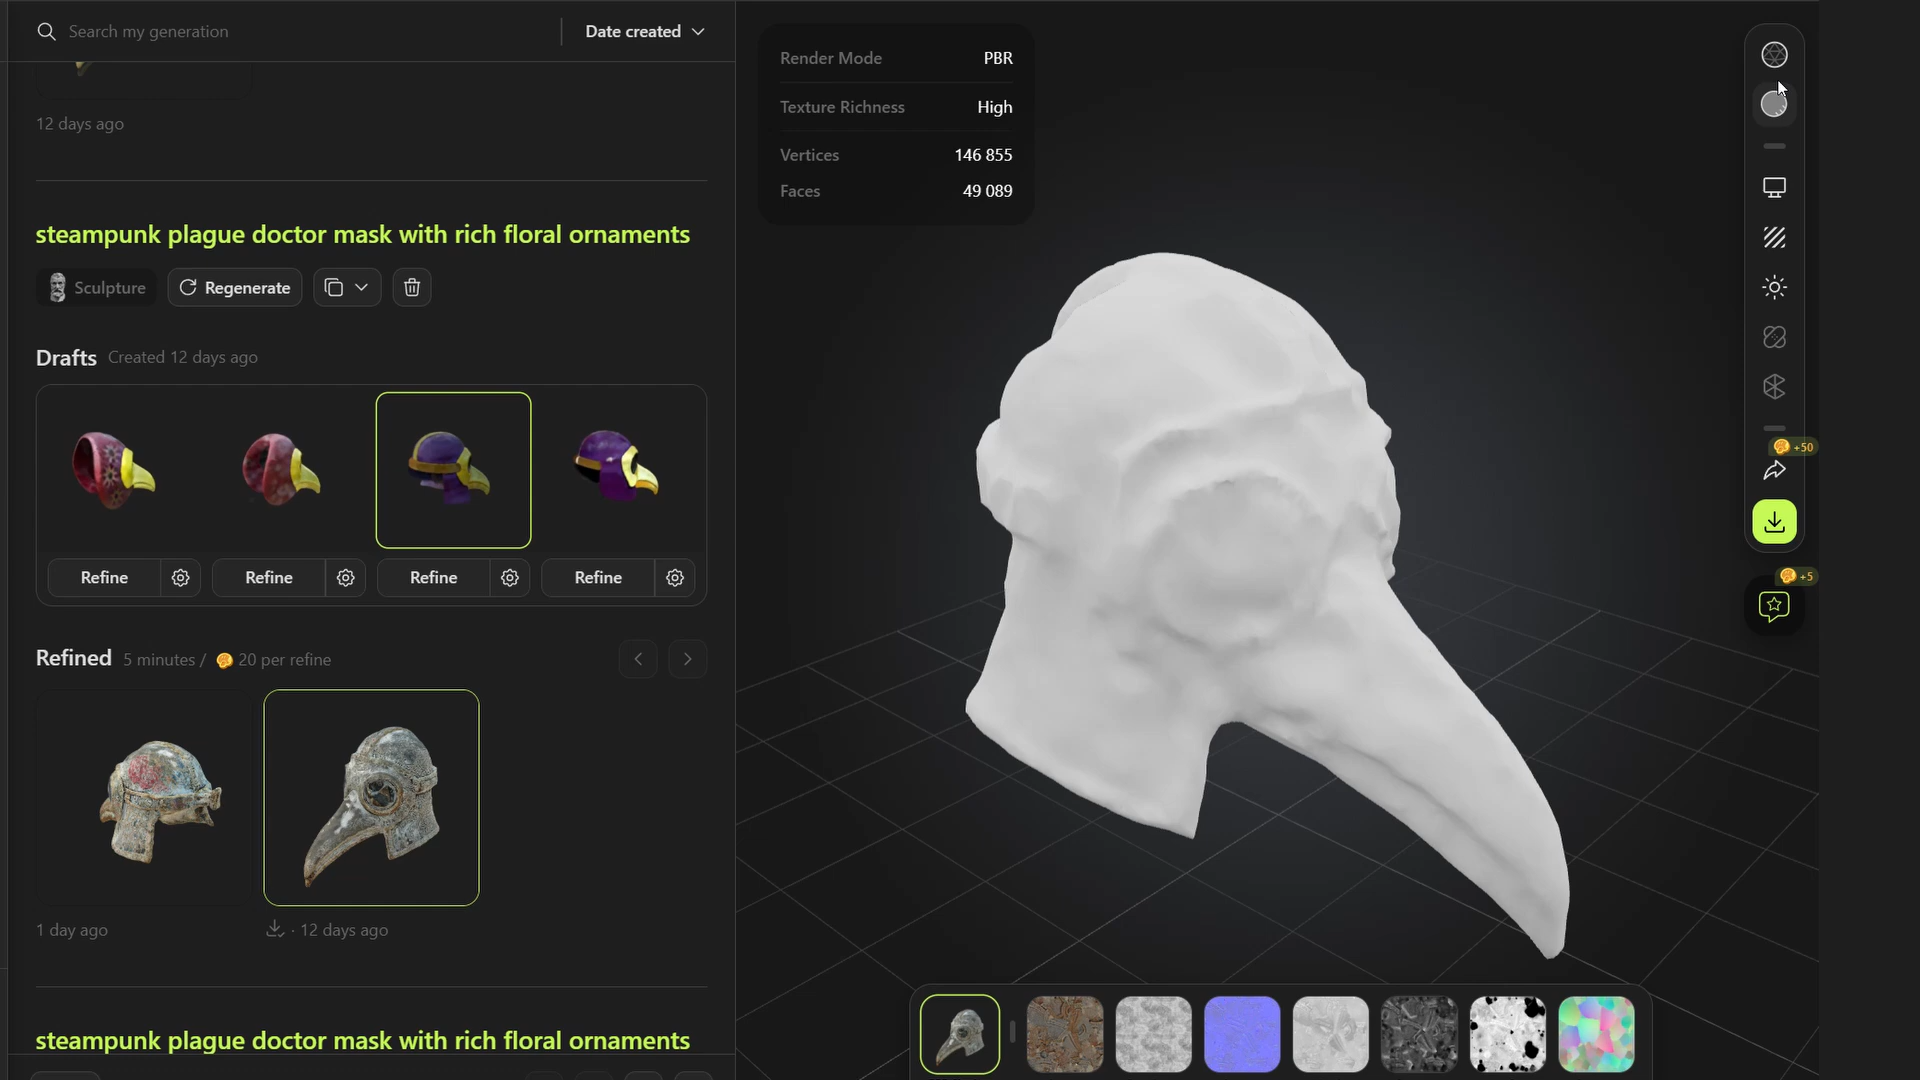 Search my generation
Date created
12 days ago
steampunk plague doctor mask with rich floral ornaments
Sculpture
Regenerate
Drafts Created 12 days ago
Refine
Refine
Refine
Refine
Refined 5 minutes / 20 per refine
1 day ago
· 12 days ago
steampunk plague doctor mask with rich floral ornaments
Render Mode PBR
Texture Richness High
Vertices 146 855
Faces 49 089
+50
+5